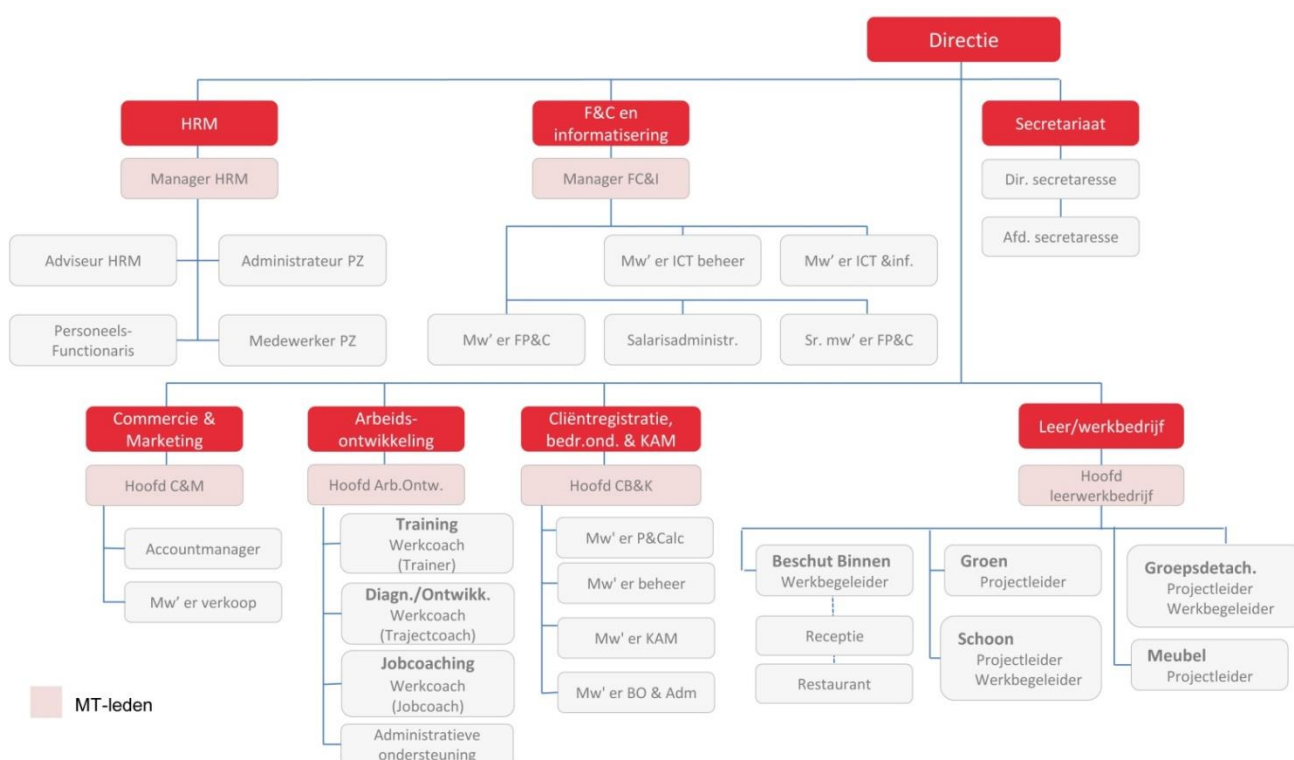 Directie
HRM
F&C en
informatisering
Secretariaat
Manager HRM
Manager FC&I
Dir. secretaresse
Afd. secretaresse
Adviseur HRM
Administrateur PZ
Mw' er ICT beheer
Mw' er ICT &inf.
Personeels-
Functionaris
Medewerker PZ
Mw' er FP&C
Salarisadministr.
Sr. mw' er FP&C
Commercie &
Marketing
Arbeids-
ontwikkeling
Cliëntregistratie,
bedr.ond. & KAM
Leer/werkbedrijf
Hoofd C&M
Hoofd Arb.Ontw.
Hoofd CB&K
Hoofd
leerwerkbedrijf
Accountmanager
Mw' er verkoop
Training
Werkcoach
(Trainer)
Diagn./Ontwikk.
Werkcoach
(Trajectcoach)
Jobcoaching
Werkcoach
(Jobcoach)
Administratieve
ondersteuning
Mw' er P&Calc
Mw' er beheer
Mw' er KAM
Mw' er BO & Adm
Beschut Binnen
Werkbegeleider
Receptie
Restaurant
Groen
Projectleider
Schoon
Projectleider
Werkbegeleider
Groepsdetach.
Projectleider
Werkbegeleider
Meubel
Projectleider
MT-leden